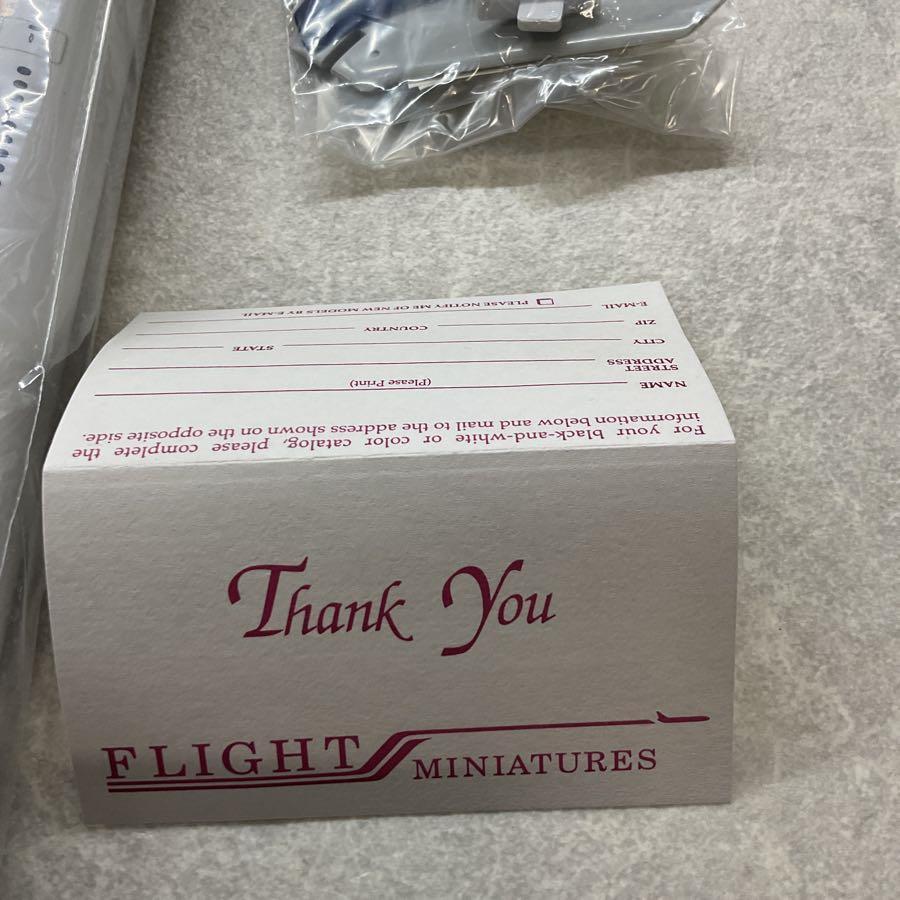 For your black-and-white or color catalog, please complete the
information below and mail to the address shown on the opposite side.
NAME (Please Print)
STREET
ADDRESS
CITY STATE
ZIP COUNTRY
E-MAIL PLEASE NOTIFY ME OF NEW MODELS BY E-MAIL
Thank You
FLIGHT MINIATURES